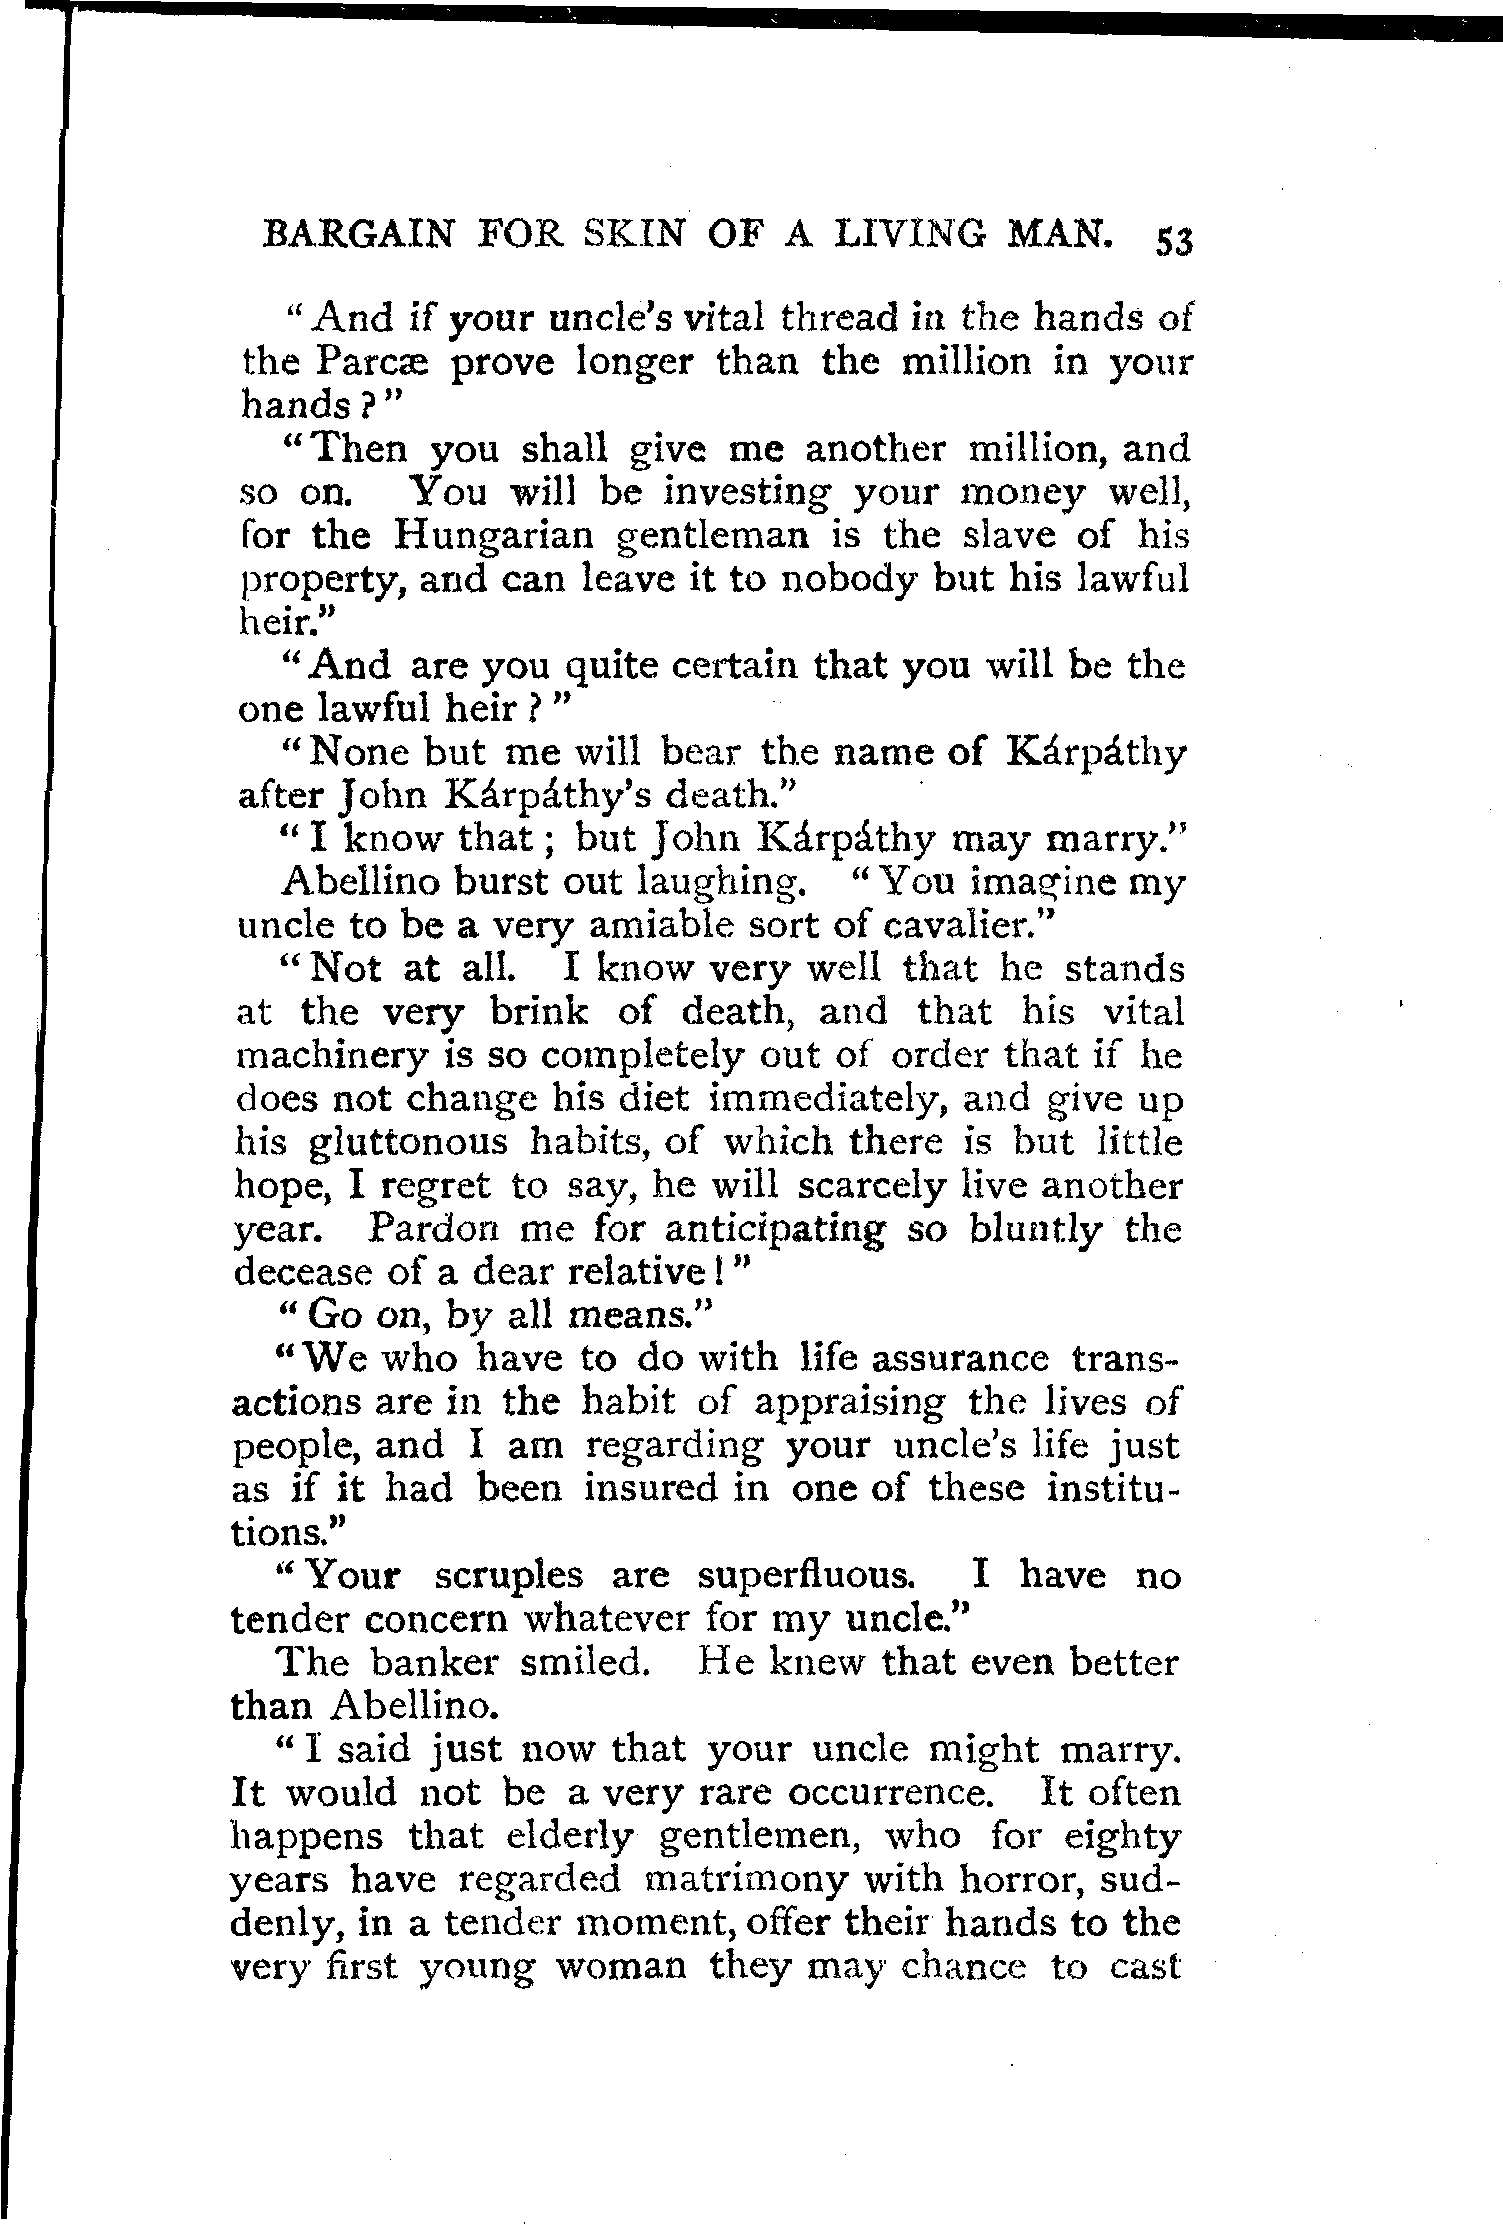 BARGAIN FOR SKIN OF A LIVING MAN. 53
"And if your uncle's vital thread in the hands of
the Parcæ prove longer than the million in your
hands?"
"Then you shall give me another million, and
so on. You will be investing your money well,
for the Hungarian gentleman is the slave of his
property, and can leave it to nobody but his lawful
heir."
"And are you quite certain that you will be the
one lawful heir?"
"None but me will bear the name of Kárpáthy
after John Kárpáthy's death."
"I know that; but John Kárpáthy may marry."
Abellino burst out laughing. "You imagine my
uncle to be a very amiable sort of cavalier."
"Not at all. I know very well that he stands
at the very brink of death, and that his vital
machinery is so completely out of order that if he
does not change his diet immediately, and give up
his gluttonous habits, of which there is but little
hope, I regret to say, he will scarcely live another
year. Pardon me for anticipating so bluntly the
decease of a dear relative!"
"Go on, by all means."
"We who have to do with life assurance trans-
actions are in the habit of appraising the lives of
people, and I am regarding your uncle's life just
as if it had been insured in one of these institu-
tions."
"Your scruples are superfluous. I have no
tender concern whatever for my uncle."
The banker smiled. He knew that even better
than Abellino.
"I said just now that your uncle might marry.
It would not be a very rare occurrence. It often
happens that elderly gentlemen, who for eighty
years have regarded matrimony with horror, sud-
denly, in a tender moment, offer their hands to the
very first young woman they may chance to cast